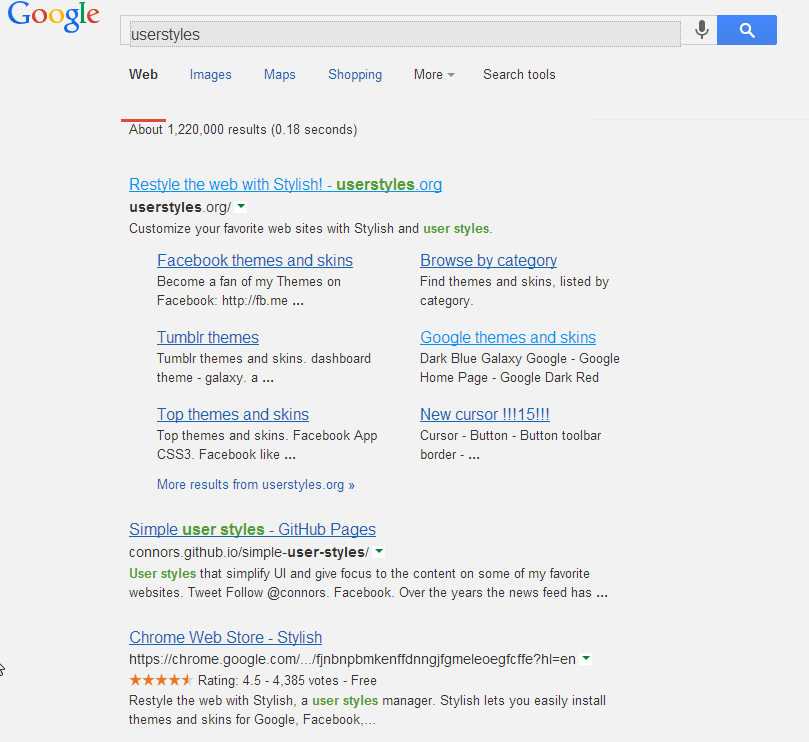 Google
userstyles
Web Images Maps Shopping More Search tools
About 1,220,000 results (0.18 seconds)
Restyle the web with Stylish! - userstyles.org
userstyles.org/
Customize your favorite web sites with Stylish and user styles.
Facebook themes and skins
Become a fan of my Themes on
Facebook: http://fb.me ...
Browse by category
Find themes and skins, listed by
category.
Tumblr themes
Tumblr themes and skins. dashboard
theme - galaxy. a ...
Google themes and skins
Dark Blue Galaxy Google - Google
Home Page - Google Dark Red
Top themes and skins
Top themes and skins. Facebook App
CSS3. Facebook like ...
New cursor !!!15!!!
Cursor - Button - Button toolbar
border - ...
More results from userstyles.org »
Simple user styles - GitHub Pages
connors.github.io/simple-user-styles/
User styles that simplify UI and give focus to the content on some of my favorite
websites. Tweet Follow @connors. Facebook. Over the years the news feed has ...
Chrome Web Store - Stylish
https://chrome.google.com/.../fjnbnpbmkenffdnngjfgmeleoegfcffe?hl=en
Rating: 4.5 - 4,385 votes - Free
Restyle the web with Stylish, a user styles manager. Stylish lets you easily install
themes and skins for Google, Facebook,...